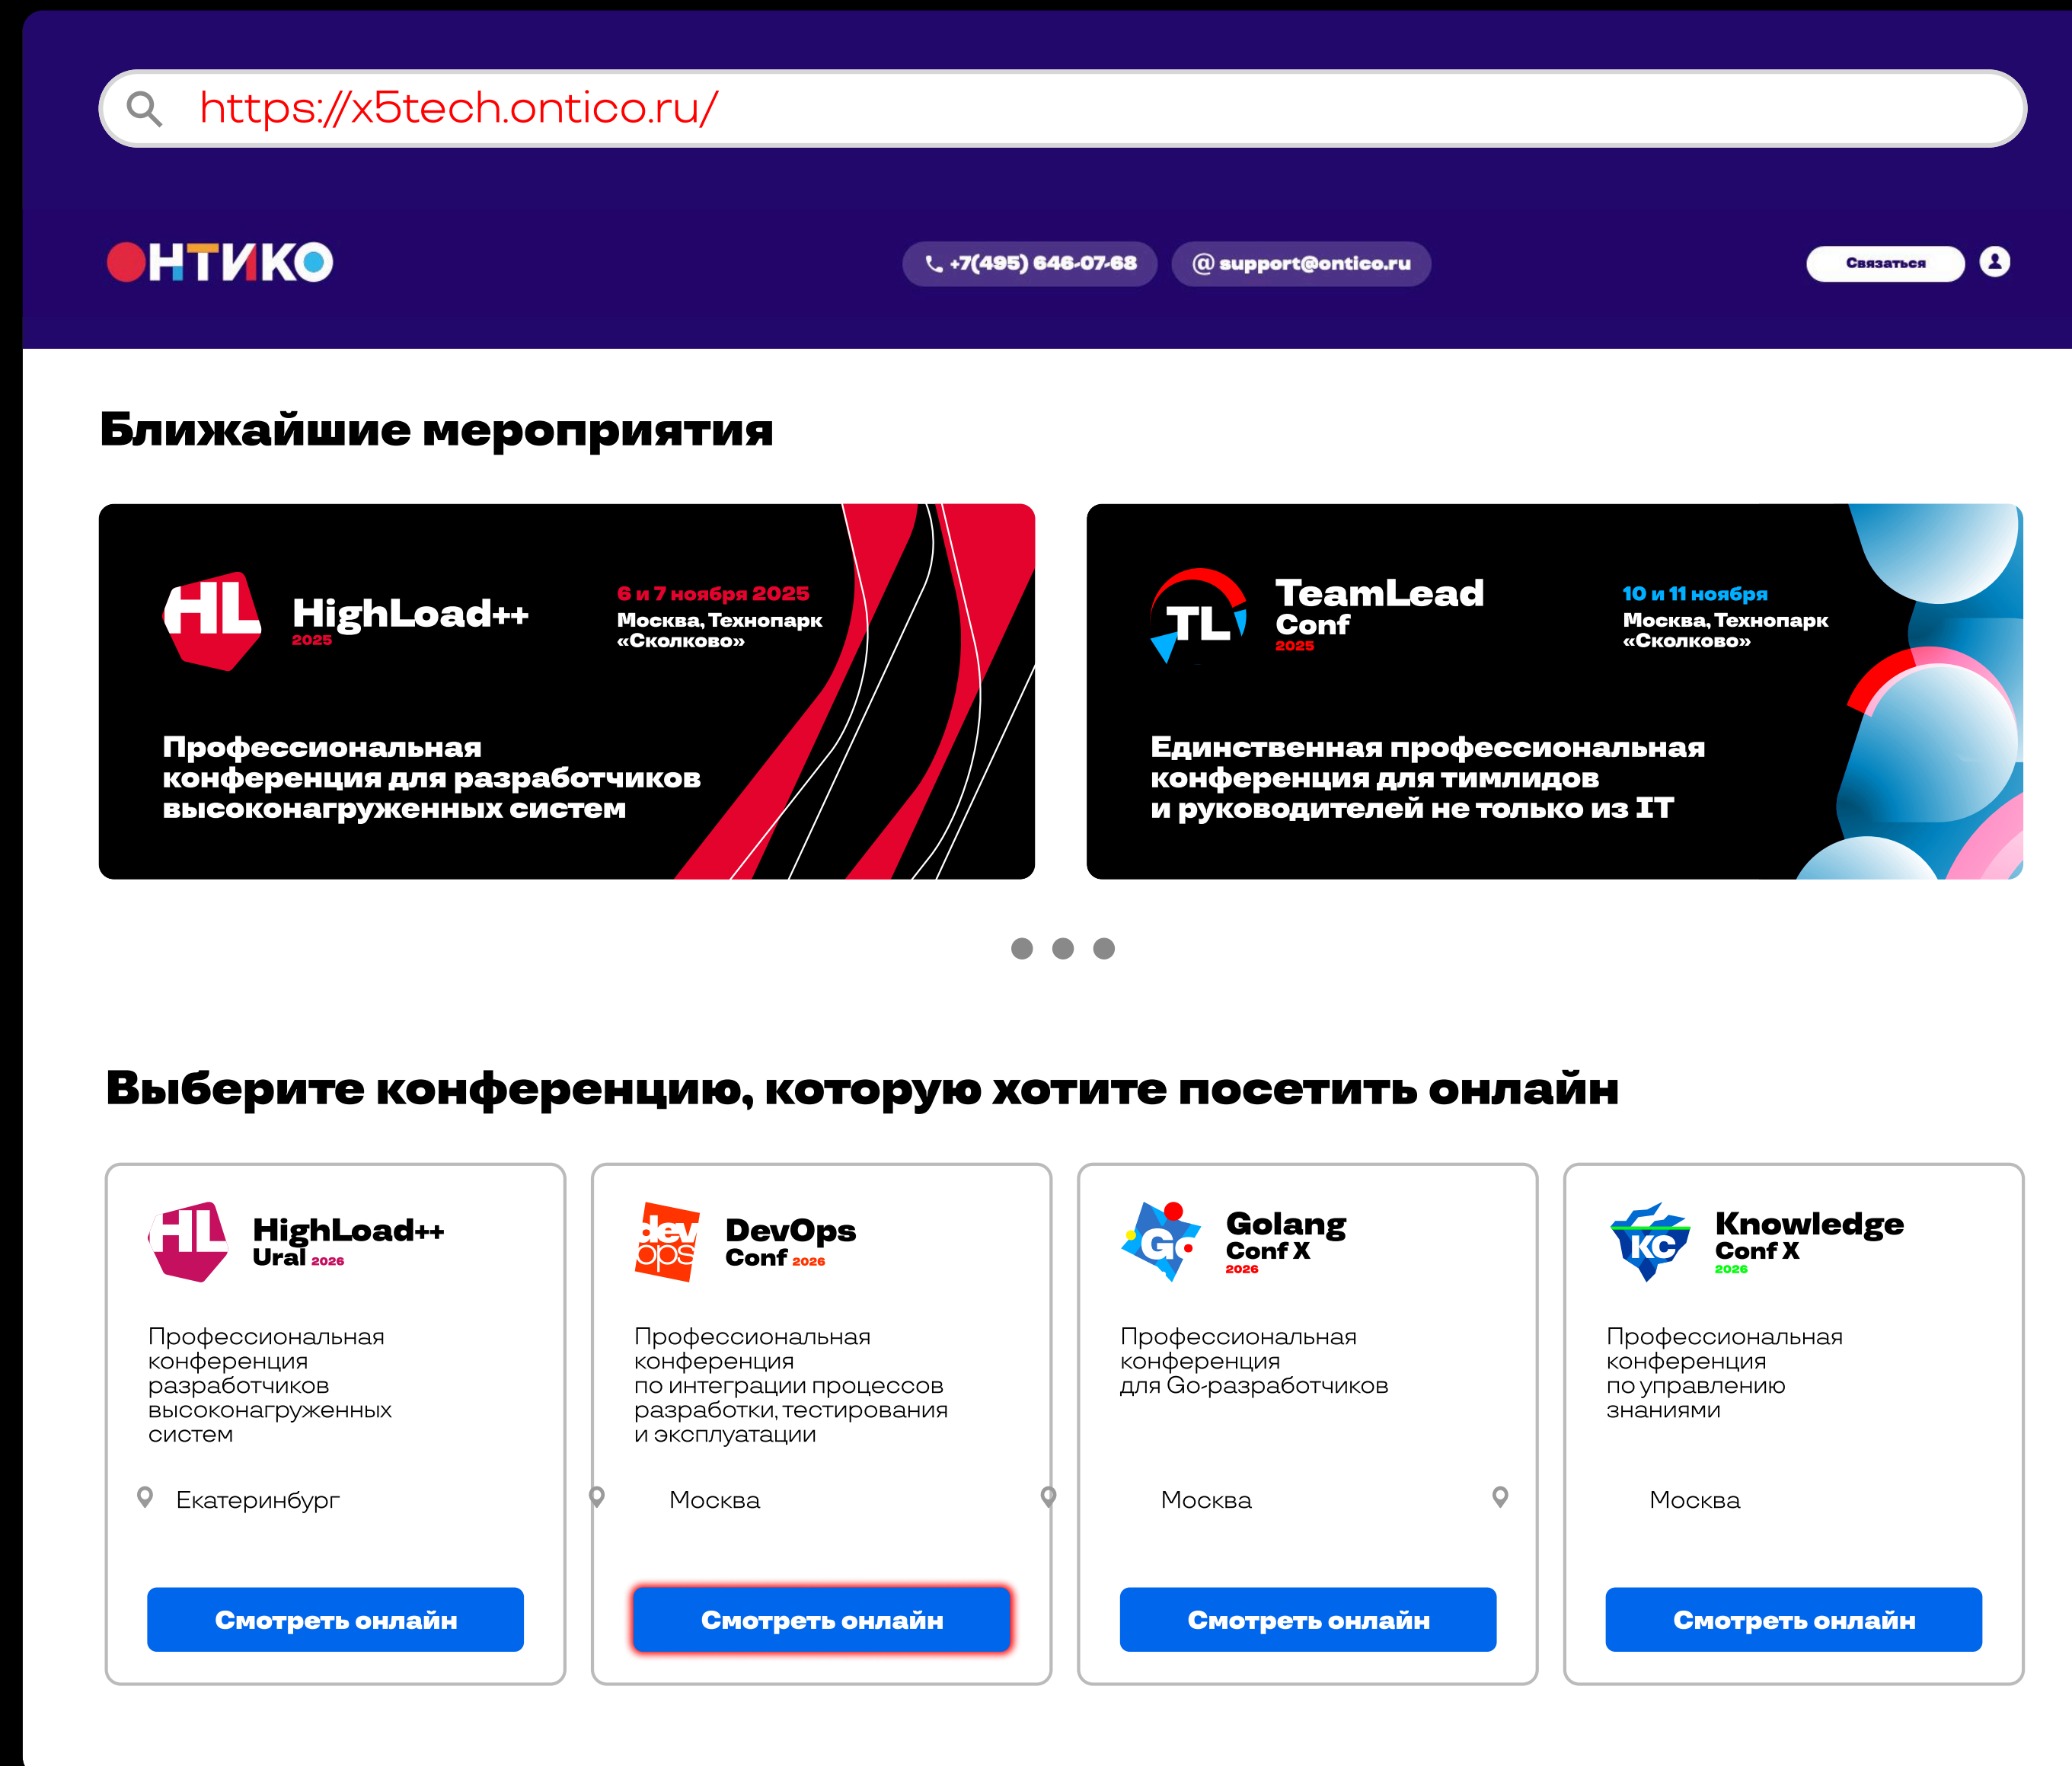 https://x5tech.ontico.ru/
ОНТИКО
+7(495) 646-07-68
@ support@ontico.ru
Связаться
Ближайшие мероприятия
HL
HighLoad++
2025
6 и 7 ноября 2025
Москва, Технопарк
«Сколково»
Профессиональная
конференция для разработчиков
высоконагруженных систем
TL
TeamLead
Conf
2025
10 и 11 ноября
Москва, Технопарк
«Сколково»
Единственная профессиональная
конференция для тимлидов
и руководителей не только из IT
Выберите конференцию, которую хотите посетить онлайн
HL
HighLoad++
Ural 2026
Профессиональная
конференция
разработчиков
высоконагруженных
систем
Екатеринбург
Смотреть онлайн
dev
ops
DevOps
Conf 2026
Профессиональная
конференция
по интеграции процессов
разработки, тестирования
и эксплуатации
Москва
Смотреть онлайн
Go
Golang
Conf X
2026
Профессиональная
конференция
для Go-разработчиков
Москва
Смотреть онлайн
KC
Knowledge
Conf X
2026
Профессиональная
конференция
по управлению
знаниями
Москва
Смотреть онлайн